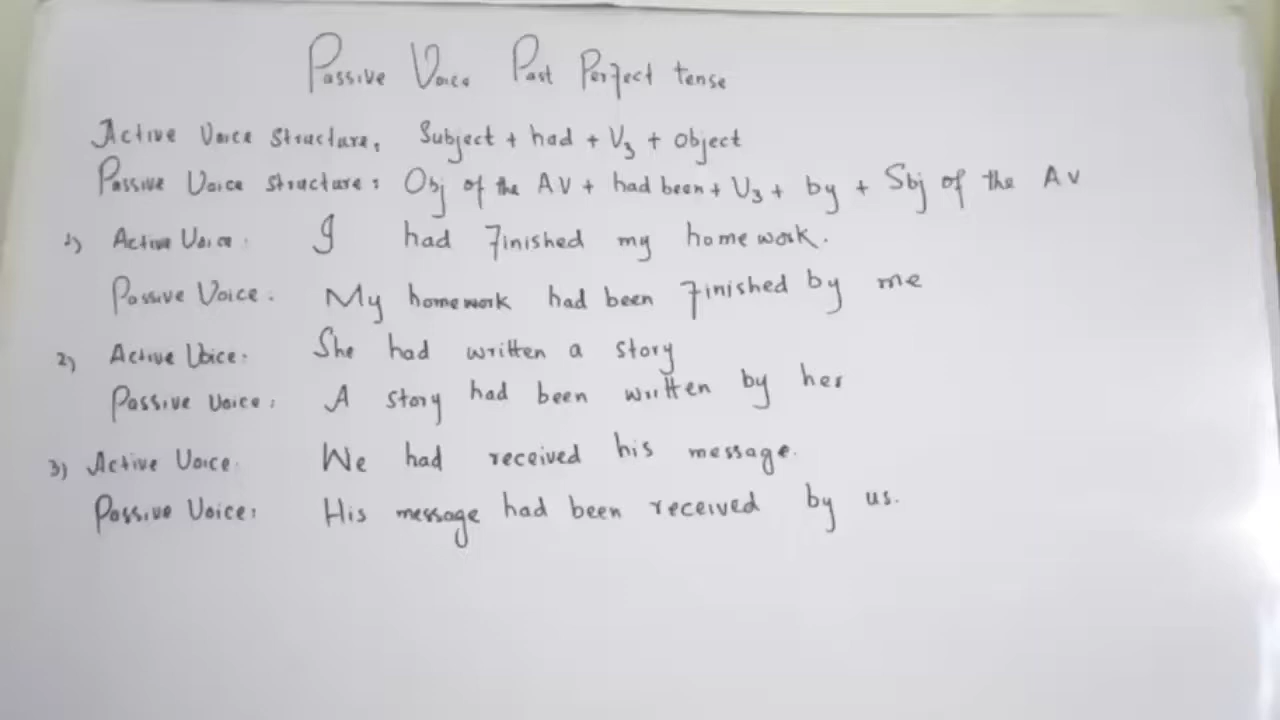 Passive Voice Past Perfect tense
Active Voice Structure: Subject + had + V3 + object
Passive Voice structure: Obj of the AV + had been + V3 + by + Sbj of the AV
1) Active Voice: I had finished my homework.
Passive Voice: My homework had been finished by me
2) Active Voice: She had written a story
Passive Voice: A story had been written by her
3) Active Voice: We had received his message.
Passive Voice: His message had been received by us.